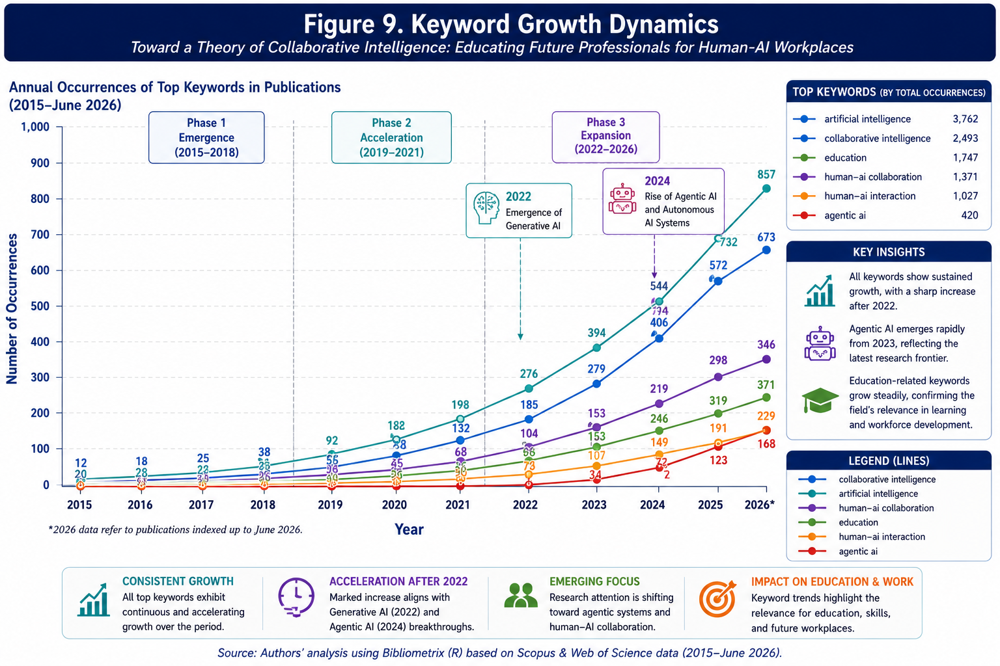 Figure 9. Keyword Growth Dynamics
Toward a Theory of Collaborative Intelligence: Educating Future Professionals for Human-AI Workplaces
Annual Occurrences of Top Keywords in Publications
(2015–June 2026)
Phase 1
Emergence
(2015–2018)
Phase 2
Acceleration
(2019–2021)
Phase 3
Expansion
(2022–2026)
2022
Emergence of
Generative AI
2024
Rise of Agentic AI
and Autonomous
AI Systems
Number of Occurrences
1,000
900
800
700
600
500
400
300
200
100
0
12
20
18
28
25
38
92
182
198
132
68
276
185
104
73
394
279
153
153
107
34
544
406
219
246
149
732
572
298
319
191
123
857
673
346
371
229
168
2015
2016
2017
2018
2019
2020
2021
2022
2023
2024
2025
2026*
Year
*2026 data refer to publications indexed up to June 2026.
TOP KEYWORDS (BY TOTAL OCCURRENCES)
artificial intelligence 3,762
collaborative intelligence 2,493
education 1,747
human–ai collaboration 1,371
human–ai interaction 1,027
agentic ai 420
KEY INSIGHTS
All keywords show sustained
growth, with a sharp increase
after 2022.
Agentic AI emerges rapidly
from 2023, reflecting the
latest research frontier.
Education-related keywords
grow steadily, confirming the
field's relevance in learning
and workforce development.
LEGEND (LINES)
collaborative intelligence
artificial intelligence
human–ai collaboration
education
human–ai interaction
agentic ai
CONSISTENT GROWTH
All top keywords exhibit
continuous and accelerating
growth over the period.
ACCELERATION AFTER 2022
Marked increase aligns with
Generative AI (2022) and
Agentic AI (2024) breakthroughs.
EMERGING FOCUS
Research attention is shifting
toward agentic systems and
human–AI collaboration.
IMPACT ON EDUCATION & WORK
Keyword trends highlight the
relevance for education, skills,
and future workplaces.
Source: Authors' analysis using Bibliometrix (R) based on Scopus & Web of Science data (2015–June 2026).